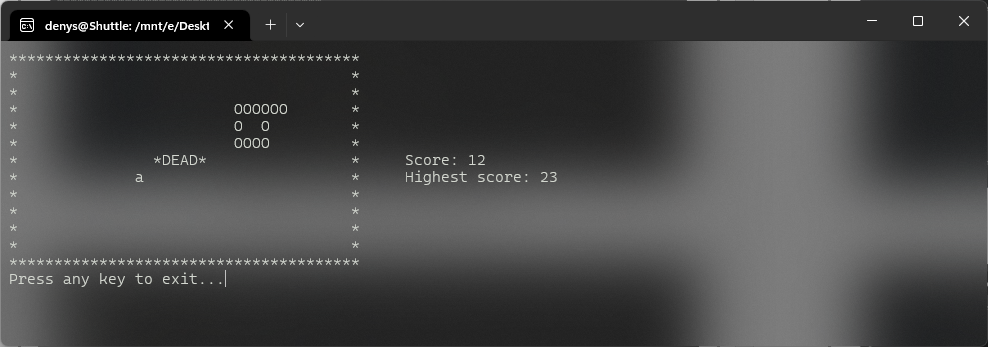 ***************************************
*                                     *
*                                     *
*                        OOOOOO       *
*                        O  O         *
*                        OOOO         *
*               *DEAD*                *     Score: 12
*             a                       *     Highest score: 23
*                                     *
*                                     *
*                                     *
*                                     *
***************************************
Press any key to exit...
denys@Shuttle: /mnt/e/Deskt